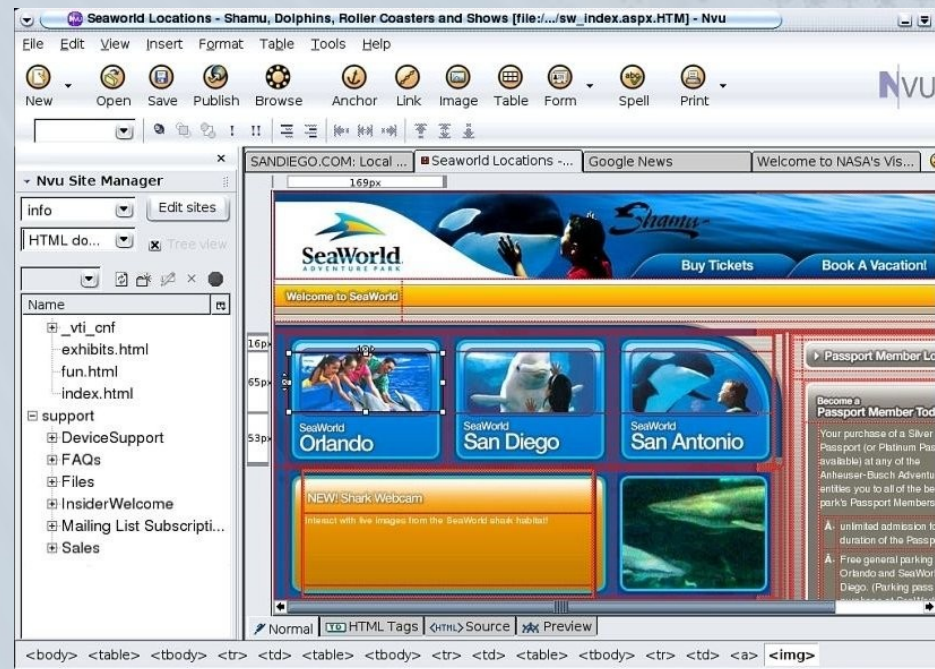 Seaworld Locations - Shamu, Dolphins, Roller Coasters and Shows [file:/.../sw_index.aspx.HTM] - Nvu
File Edit View Insert Format Table Tools Help
New Open Save Publish Browse Anchor Link Image Table Form Spell Print
Nvu
SANDIEGO.COM: Local ... Seaworld Locations -... Google News Welcome to NASA's Vis...
169px
Nvu Site Manager
info Edit sites
HTML do... Tree view
Name
_vti_cnf
exhibits.html
fun.html
index.html
support
DeviceSupport
FAQs
Files
InsiderWelcome
Mailing List Subscripti...
Sales
Shamu
SeaWorld
ADVENTURE PARK
Buy Tickets Book A Vacation!
Welcome to SeaWorld
16px
65px
53px
SeaWorld
Orlando
SeaWorld
San Diego
SeaWorld
San Antonio
NEW! Shark Webcam
Interact with live images from the SeaWorld shark habitat!
Passport Member Lo
Become a
Passport Member Tod
Your purchase of a Silver
Passport (or Platinum Pas
available) at any of the
Anheuser-Busch Adventu
entitles you to all of the be
park's Passport Members
unlimited admission fo
duration of the Passp
Free general parking
Orlando and SeaWor
Diego. (Parking pass
Normal HTML Tags Source Preview
<body> <table> <tbody> <tr> <td> <table> <tbody> <tr> <td> <table> <tbody> <tr> <td> <a> <img>